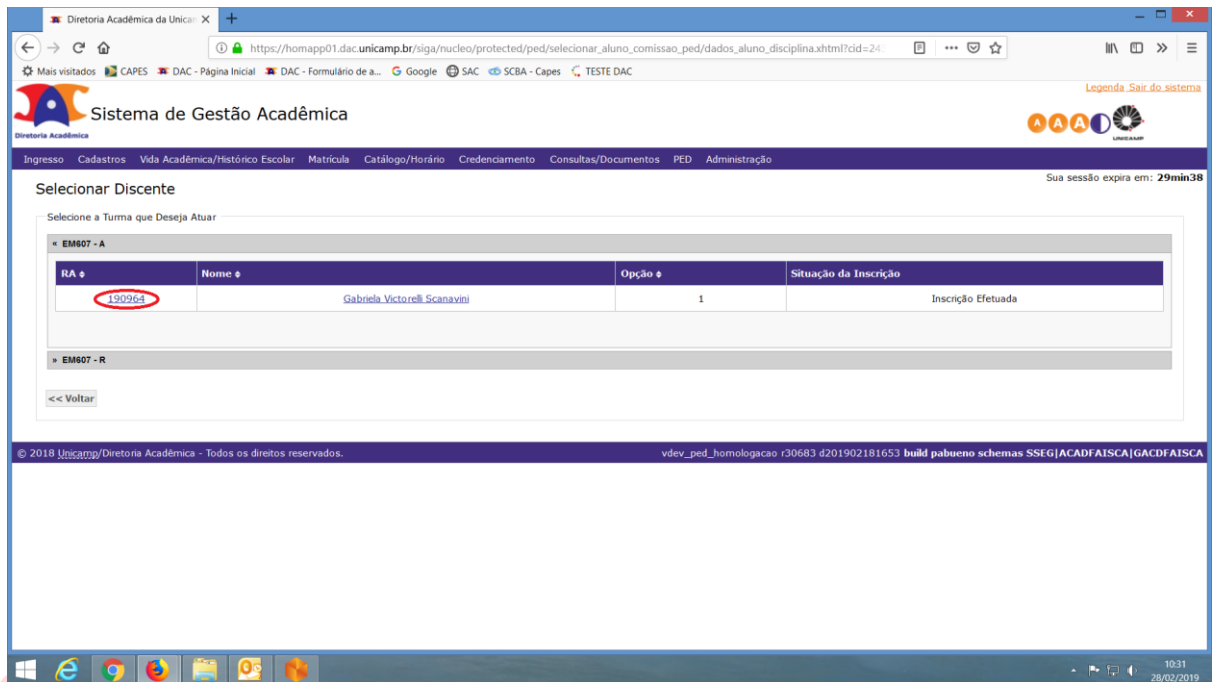 Diretoria Acadêmica da Unican
https://homapp01.dac.unicamp.br/siga/nucleo/protected/ped/selecionar_aluno_comissao_ped/dados_aluno_disciplina.xhtml?cid=24
Mais visitados CAPES DAC - Página Inicial DAC - Formulário de a... Google SAC SCBA - Capes TESTE DAC
Legenda Sair do sistema
Sistema de Gestão Acadêmica
A A A
Diretoria Acadêmica
UNICAMP
Ingresso Cadastros Vida Acadêmica/Histórico Escolar Matrícula Catálogo/Horário Credenciamento Consultas/Documentos PED Administração
Sua sessão expira em: 29min38
Selecionar Discente
Selecione a Turma que Deseja Atuar
« EM607 - A
RA Nome Opção Situação da Inscrição
190964 Gabriela Victorelli Scanavini 1 Inscrição Efetuada
» EM607 - R
<< Voltar
© 2018 Unicamp/Diretoria Acadêmica - Todos os direitos reservados. vdev_ped_homologacao r30683 d201902181653 build pabueno schemas SSEG|ACADFAISCA|GACDFAISCA
10:31
28/02/2019